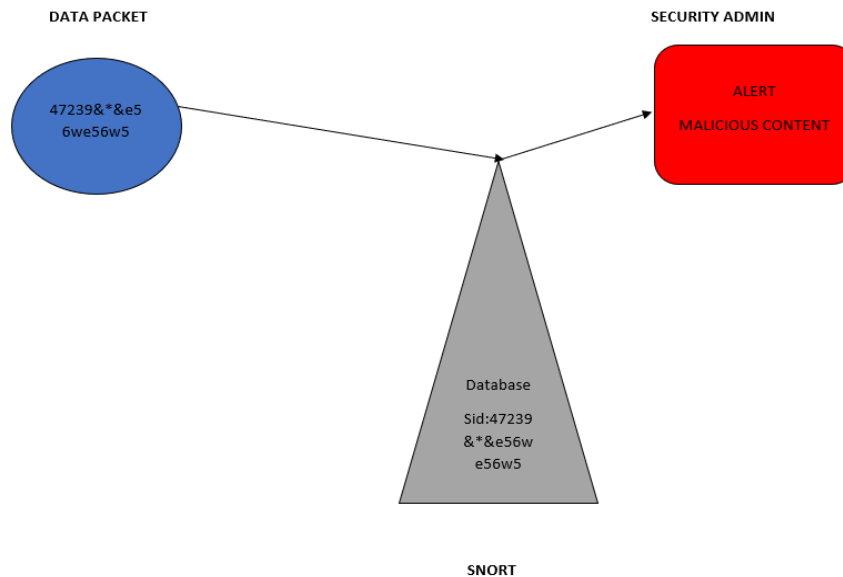 DATA PACKET
SECURITY ADMIN
47239&*&e5
6we56w5
ALERT
MALICIOUS CONTENT
Database
Sid:47239
&*&e56w
e56w5
SNORT